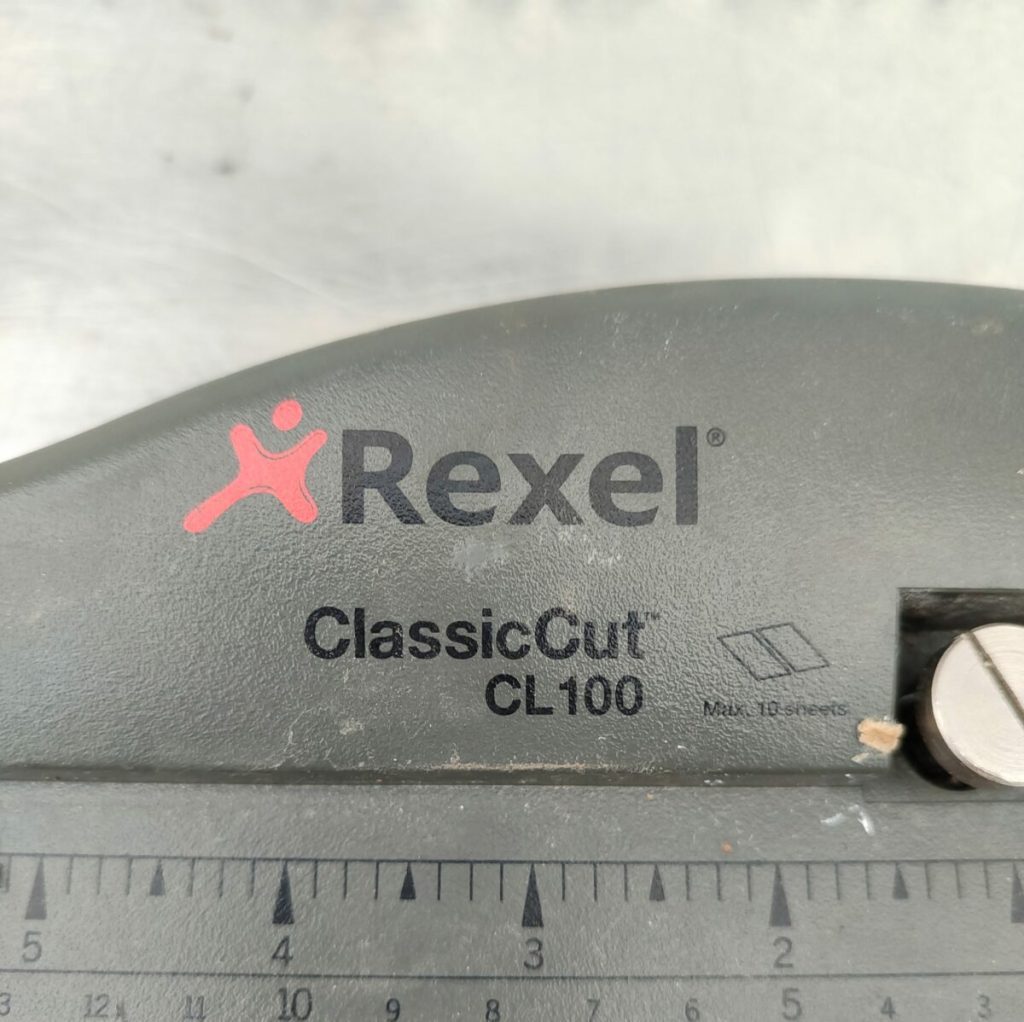 Rexel®
ClassicCut™
CL100
Max. 10 sheets
5 4 3 2
3 12 11 10 9 8 7 6 5 4 3